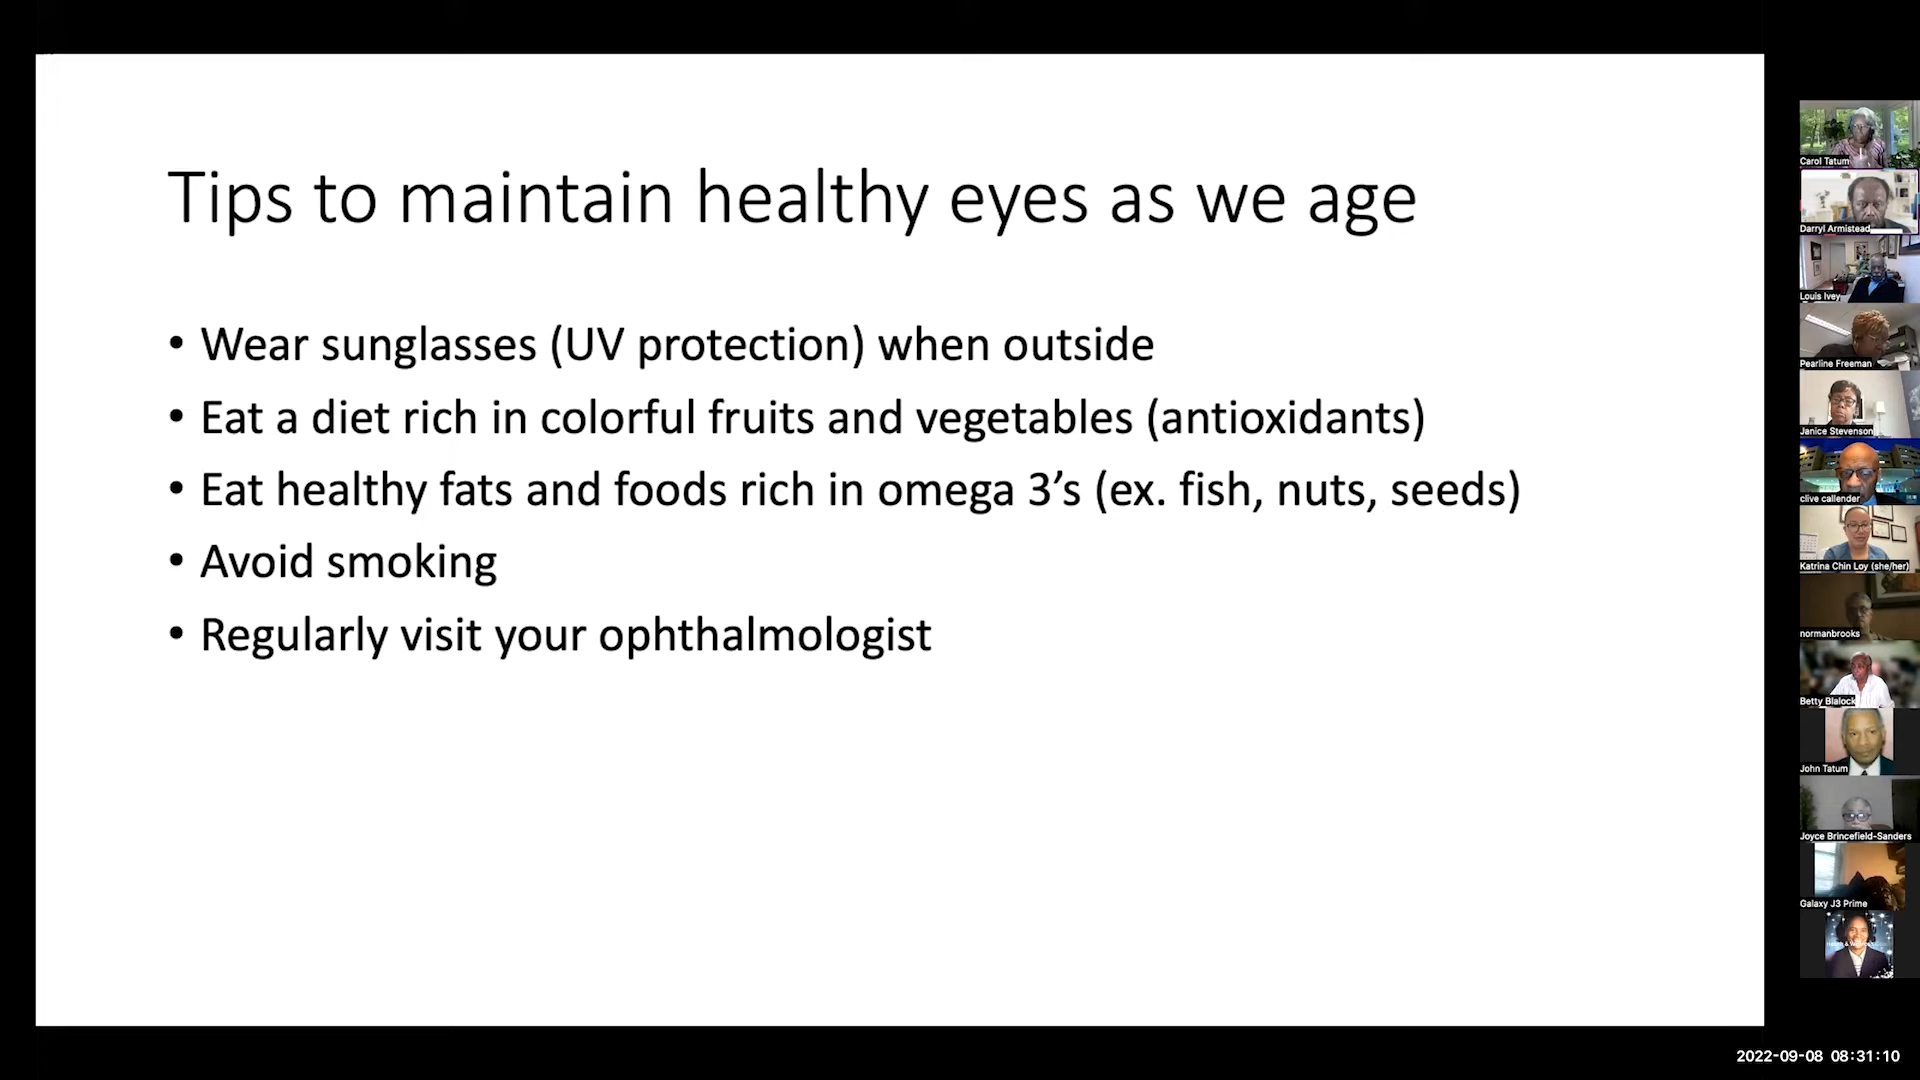 Tips to maintain healthy eyes as we age
• Wear sunglasses (UV protection) when outside
• Eat a diet rich in colorful fruits and vegetables (antioxidants)
• Eat healthy fats and foods rich in omega 3’s (ex. fish, nuts, seeds)
• Avoid smoking
• Regularly visit your ophthalmologist
Carol Tatum
Darryl Armistead
Louis Ivey
Pearline Freeman
Janice Stevenson
clive callender
Katrina Chin Loy (she/her)
normanbrooks
Betty Blalock
John Tatum
Joyce Brincefield-Sanders
Galaxy J3 Prime
2022-09-08 08:31:10